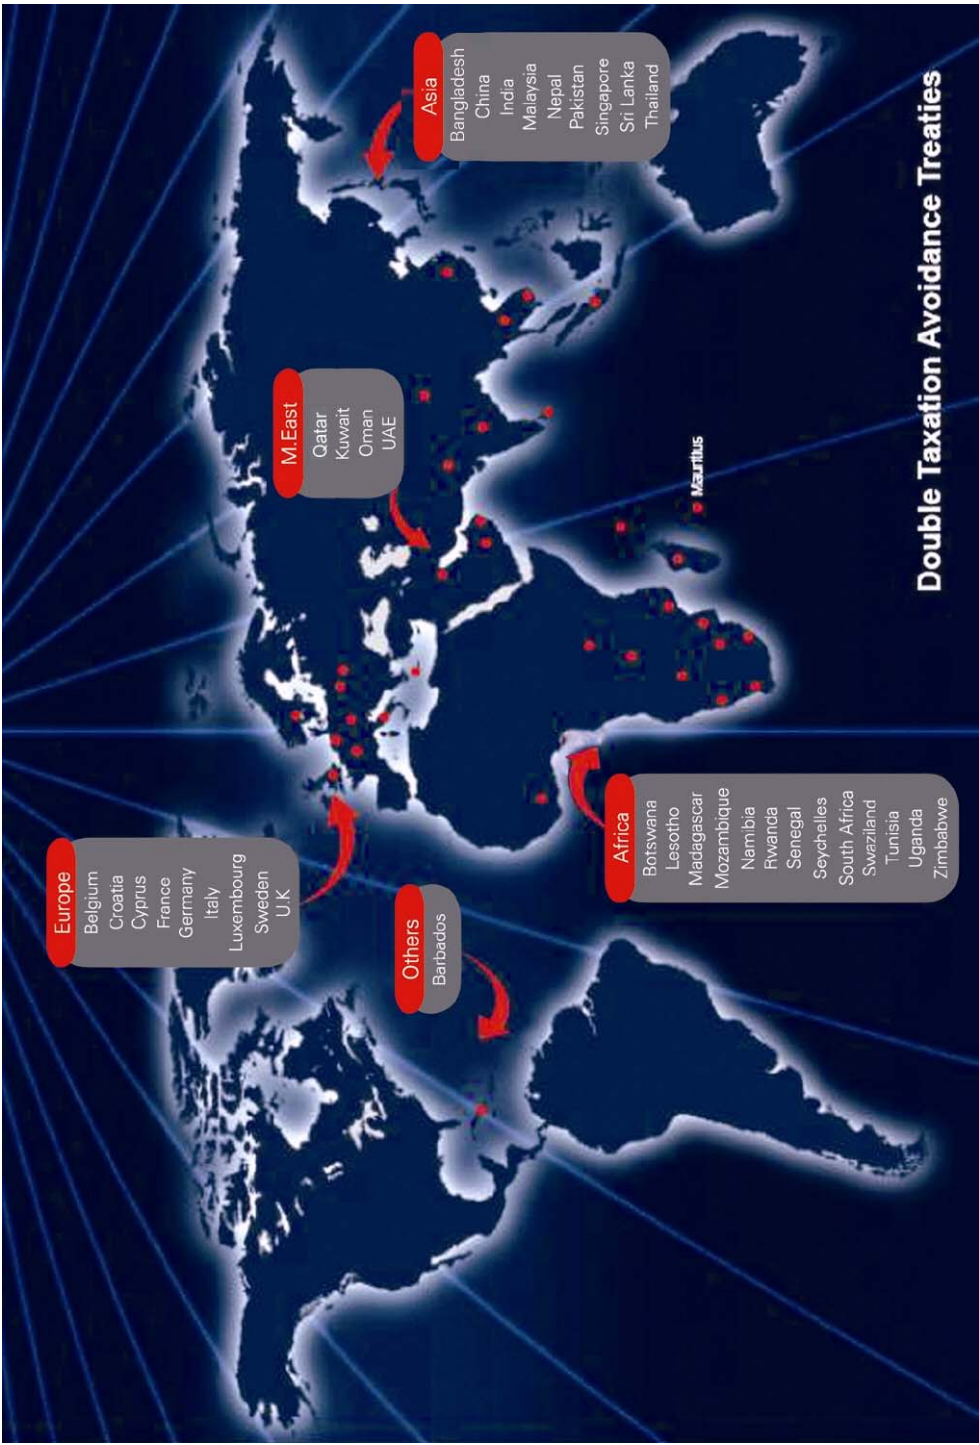 Europe
Belgium
Croatia
Cyprus
France
Germany
Italy
Luxembourg
Sweden
U.K
Others
Barbados
M.East
Qatar
Kuwait
Oman
UAE
Asia
Bangladesh
China
India
Malaysia
Nepal
Pakistan
Singapore
Sri Lanka
Thailand
Africa
Botswana
Lesotho
Madagascar
Mozambique
Namibia
Rwanda
Senegal
Seychelles
South Africa
Swaziland
Tunisia
Uganda
Zimbabwe
Mauritius
Double Taxation Avoidance Treaties